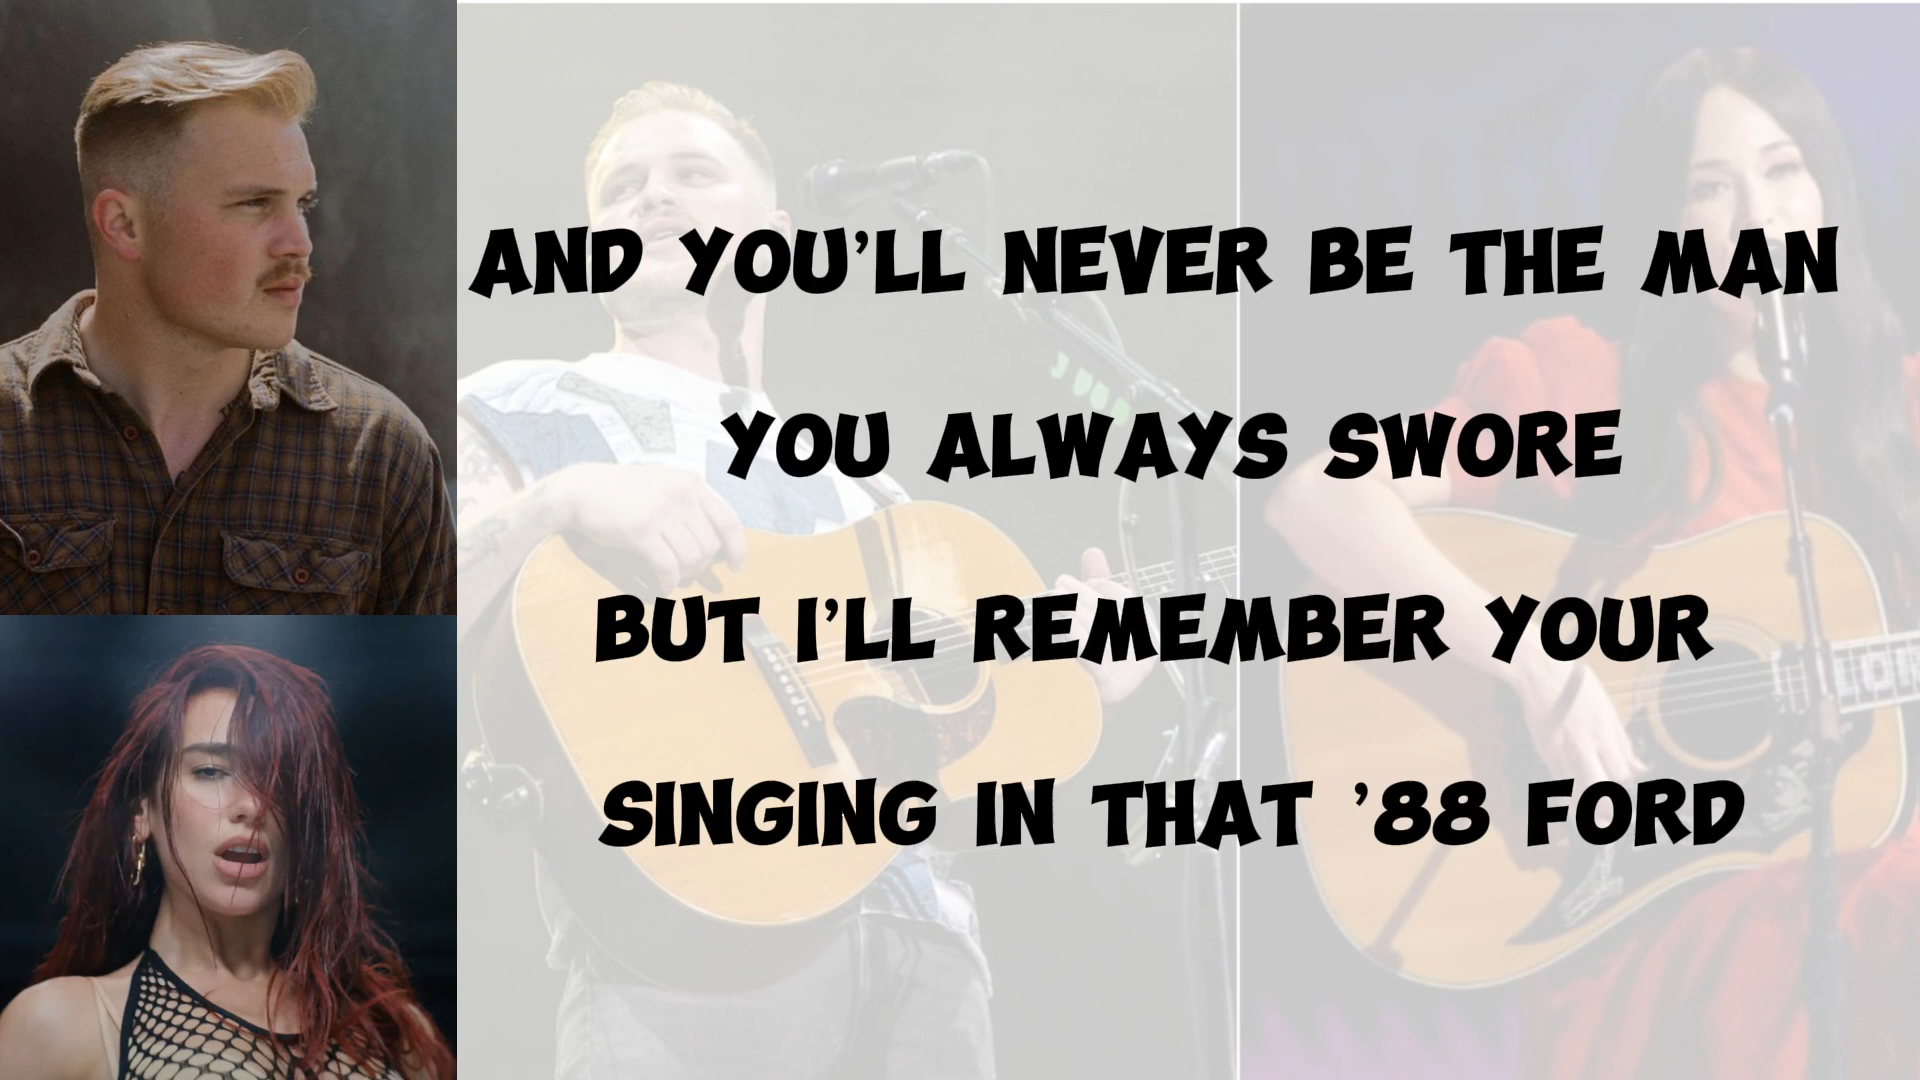 AND YOU'LL NEVER BE THE MAN
YOU ALWAYS SWORE
BUT I'LL REMEMBER YOUR
SINGING IN THAT '88 FORD